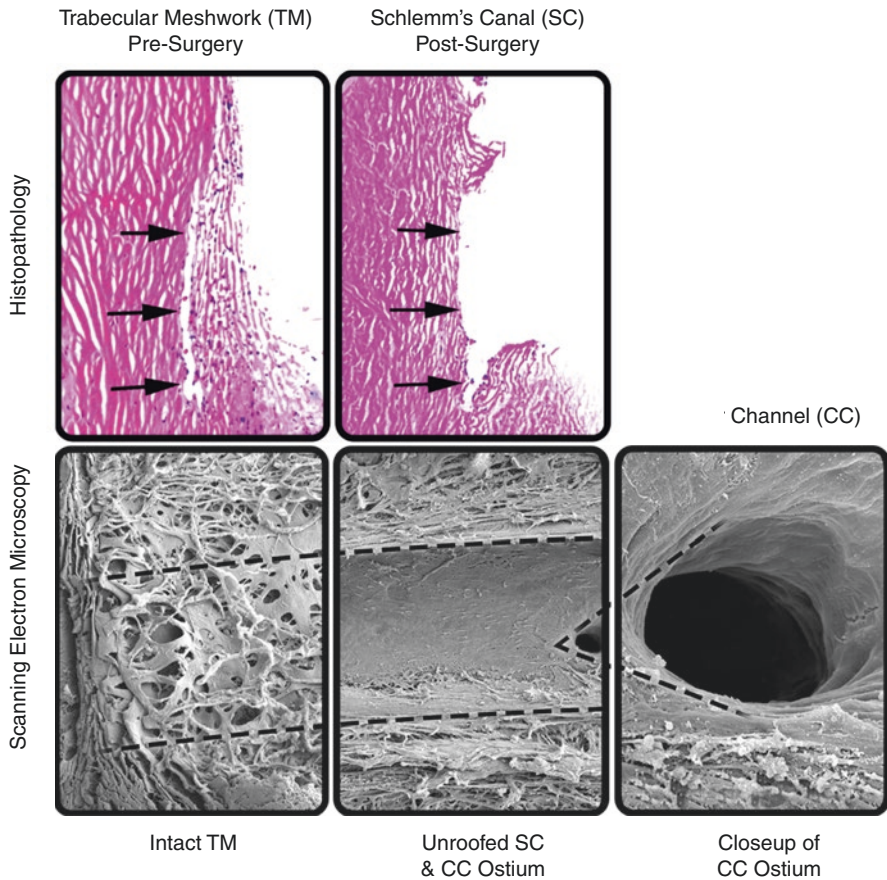 Trabecular Meshwork (TM)
Pre-Surgery
Schlemm’s Canal (SC)
Post-Surgery
Histopathology
Channel (CC)
Scanning Electron Microscopy
Intact TM
Unroofed SC
& CC Ostium
Closeup of
CC Ostium